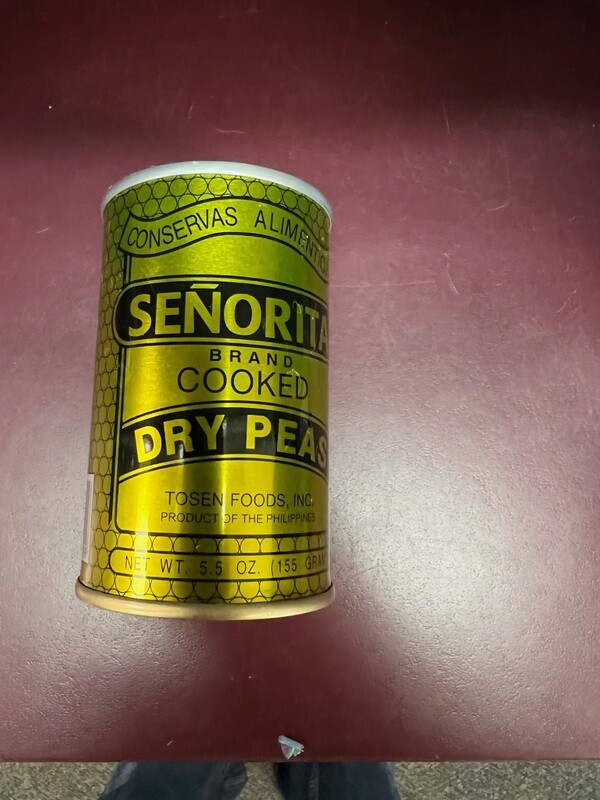 CONSERVAS ALIMENTIC
SEÑORITA
BRAND
COOKED
DRY PEAS
TOSEN FOODS, INC.
PRODUCT OF THE PHILIPPINES
NET WT. 5.5 OZ. (155 GRAM